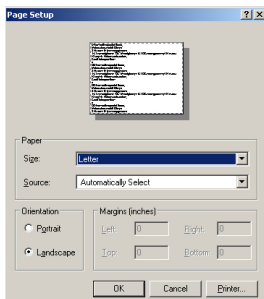 Page Setup
Paper
Size: Letter
Source: Automatically Select
Orientation
Portrait
Landscape
Margins (inches)
Left: 0 Right: 0
Top: 0 Bottom: 0
OK Cancel Printer...